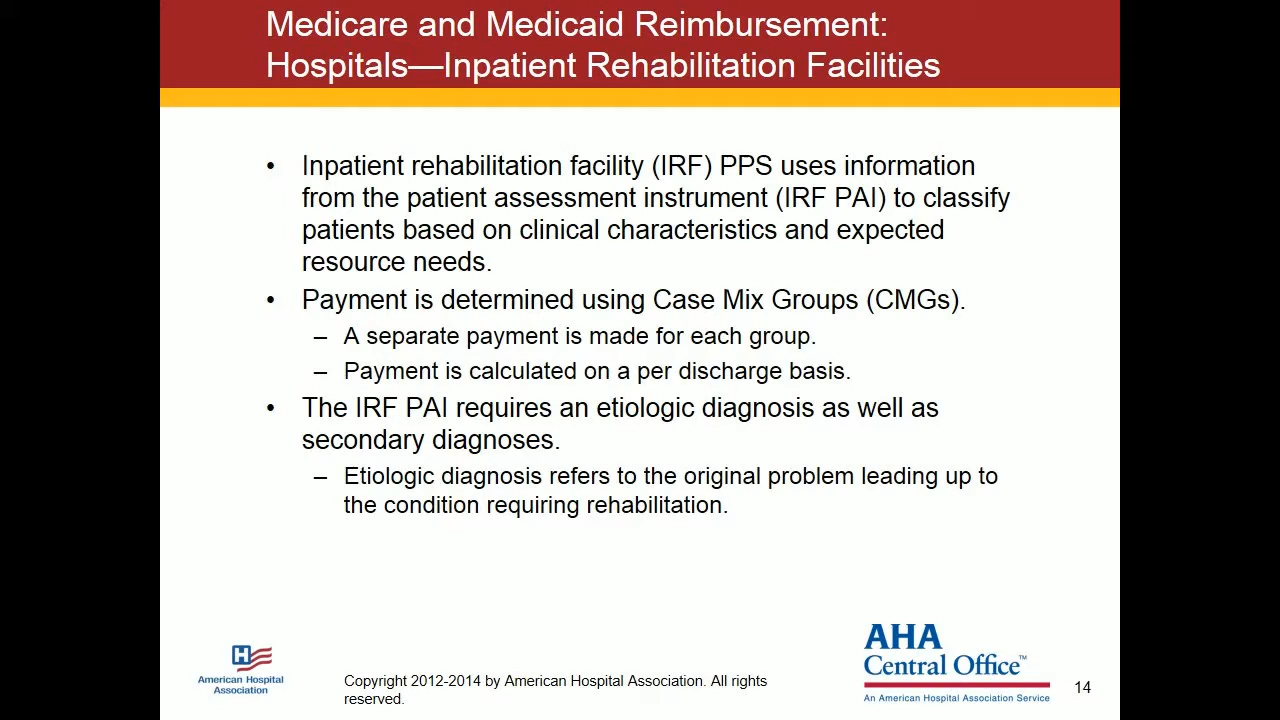 Medicare and Medicaid Reimbursement:
Hospitals—Inpatient Rehabilitation Facilities
• Inpatient rehabilitation facility (IRF) PPS uses information
from the patient assessment instrument (IRF PAI) to classify
patients based on clinical characteristics and expected
resource needs.
• Payment is determined using Case Mix Groups (CMGs).
– A separate payment is made for each group.
– Payment is calculated on a per discharge basis.
• The IRF PAI requires an etiologic diagnosis as well as
secondary diagnoses.
– Etiologic diagnosis refers to the original problem leading up to
the condition requiring rehabilitation.
H
American Hospital
Association
Copyright 2012-2014 by American Hospital Association. All rights
reserved.
AHA
Central Office™
An American Hospital Association Service
14